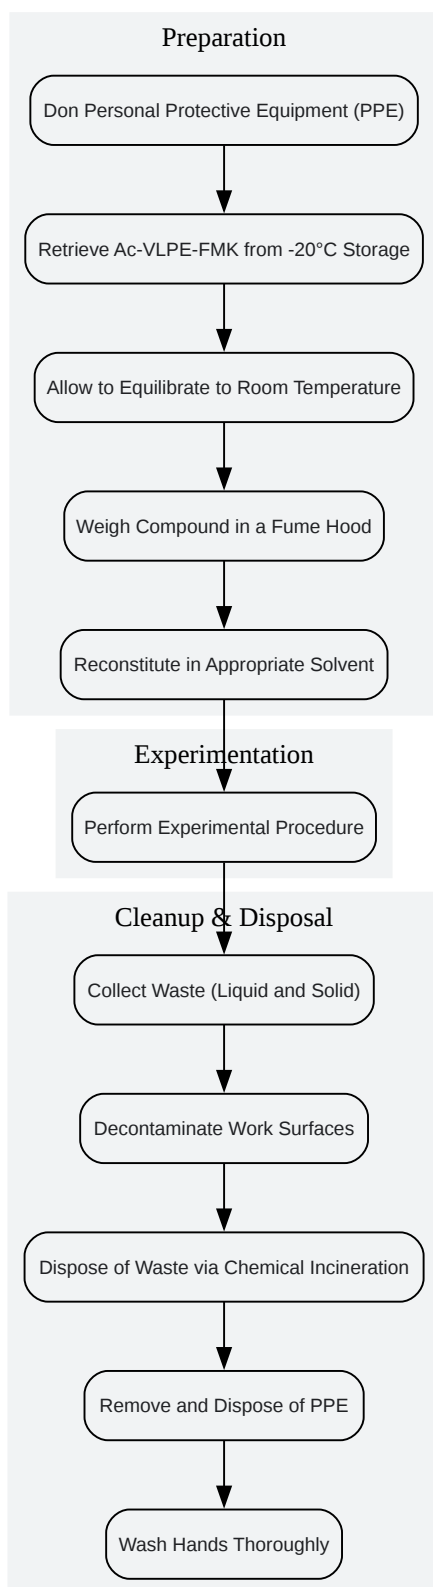 Preparation
Don Personal Protective Equipment (PPE)
Retrieve Ac-VLPE-FMK from -20°C Storage
Allow to Equilibrate to Room Temperature
Weigh Compound in a Fume Hood
Reconstitute in Appropriate Solvent
Experimentation
Perform Experimental Procedure
Cleanup & Disposal
Collect Waste (Liquid and Solid)
Decontaminate Work Surfaces
Dispose of Waste via Chemical Incineration
Remove and Dispose of PPE
Wash Hands Thoroughly